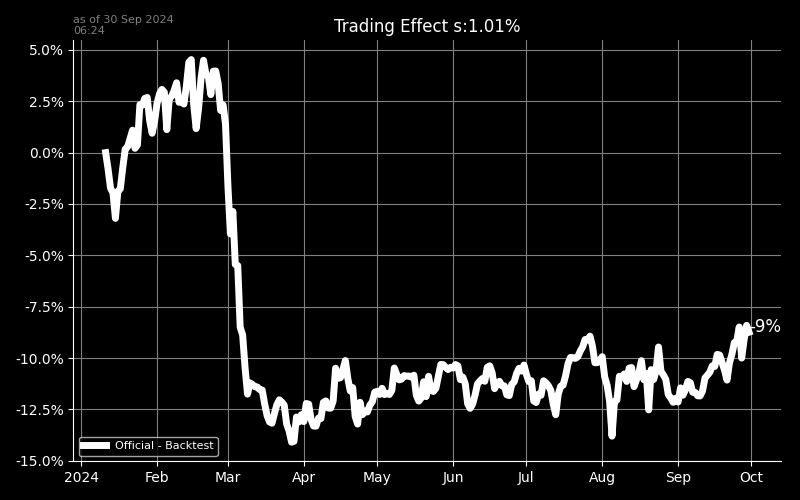 as of 30 Sep 2024
06:24
Trading Effect s:1.01%
5.0%
2.5%
0.0%
-2.5%
-5.0%
-7.5%
-10.0%
-12.5%
-15.0%
-9%
Official - Backtest
2024 Feb Mar Apr May Jun Jul Aug Sep Oct